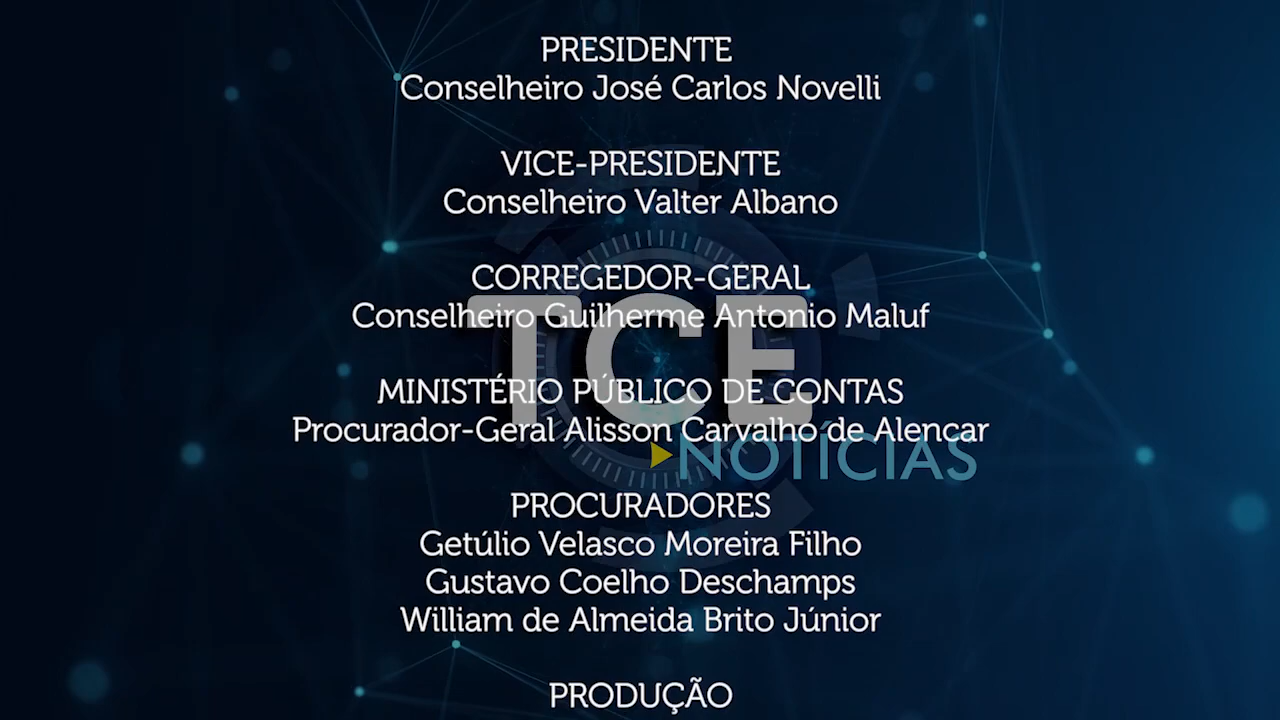 PRESIDENTE
Conselheiro José Carlos Novelli
VICE-PRESIDENTE
Conselheiro Valter Albano
CORREGEDOR-GERAL
Conselheiro Guilherme Antonio Maluf
TCE
MINISTÉRIO PÚBLICO DE CONTAS
Procurador-Geral Alisson Carvalho de Alencar
NOTÍCIAS
PROCURADORES
Getúlio Velasco Moreira Filho
Gustavo Coelho Deschamps
William de Almeida Brito Júnior
PRODUÇÃO